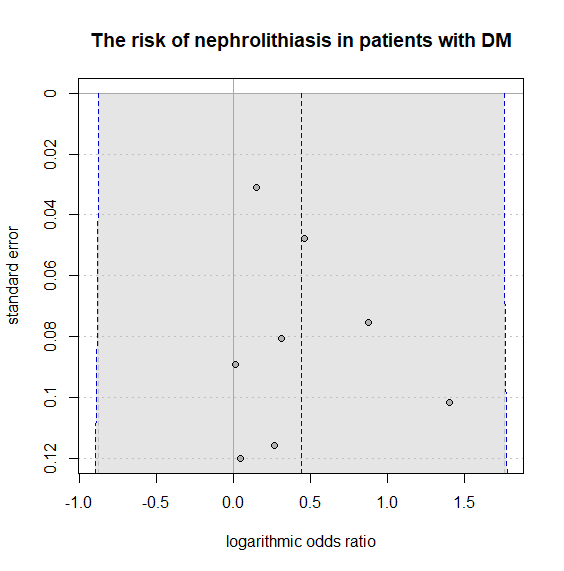 The risk of nephrolithiasis in patients with DM
0
0.02
0.04
0.06
0.08
0.1
0.12
standard error
-1.0 -0.5 0.0 0.5 1.0 1.5
logarithmic odds ratio